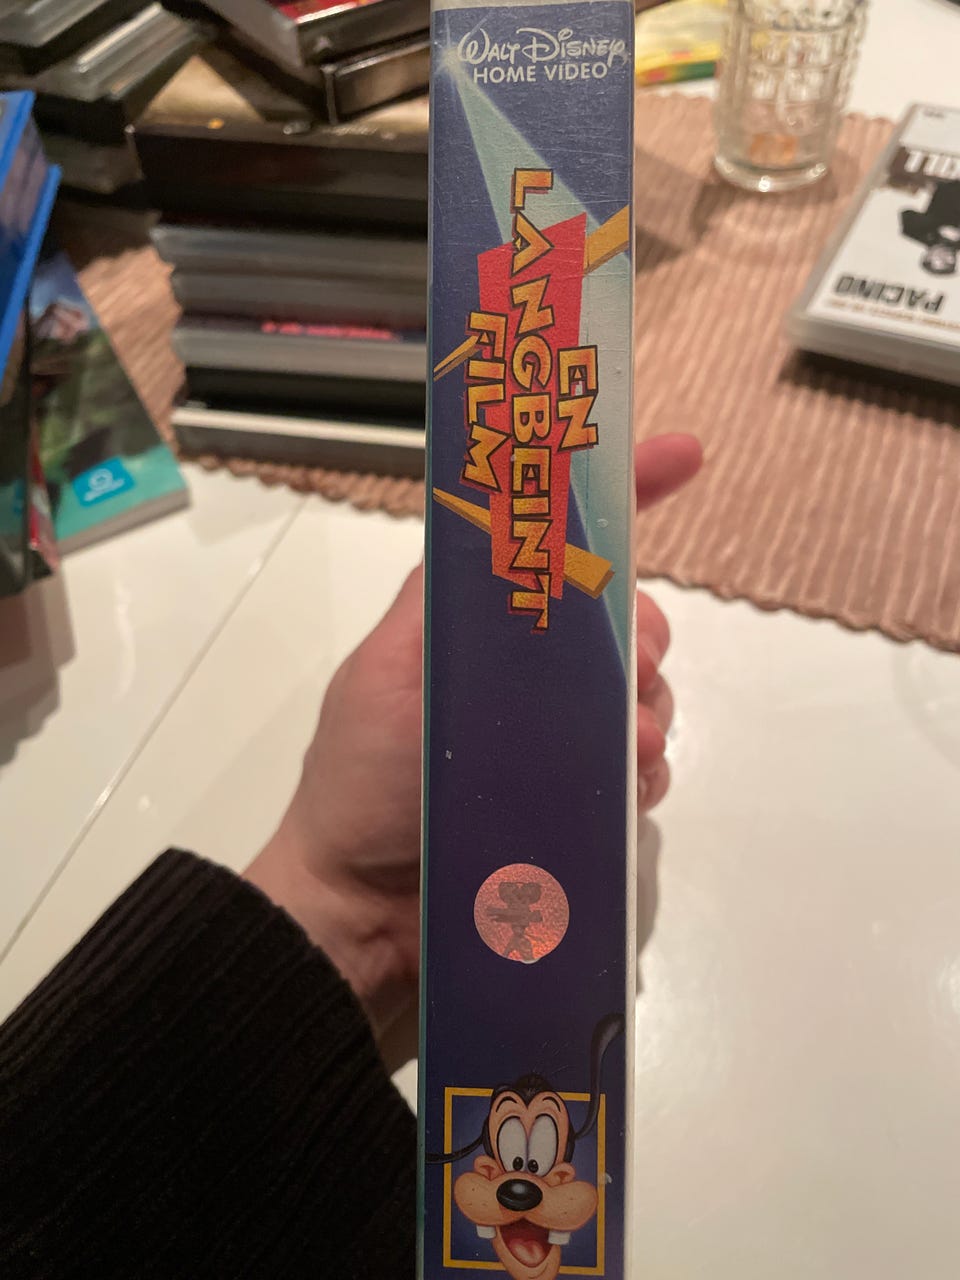 WALT DISNEY
HOME VIDEO
EN
LANGBEINT
FILM
PACINO